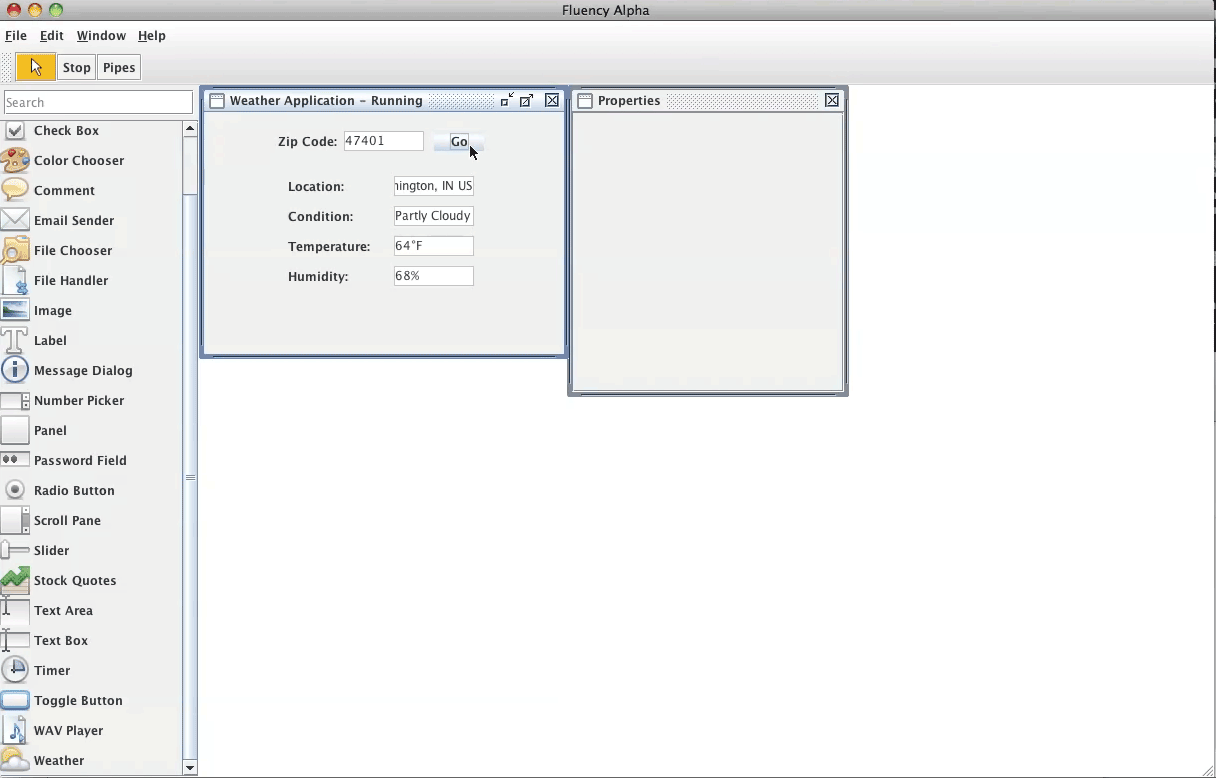 Fluency Alpha
File Edit Window Help
Stop Pipes
Search
Check Box
Color Chooser
Comment
Email Sender
File Chooser
File Handler
Image
Label
Message Dialog
Number Picker
Panel
Password Field
Radio Button
Scroll Pane
Slider
Stock Quotes
Text Area
Text Box
Timer
Toggle Button
WAV Player
Weather
Weather Application – Running
Zip Code: 47401 Go
Location: nington, IN US
Condition: Partly Cloudy
Temperature: 64°F
Humidity: 68%
Properties